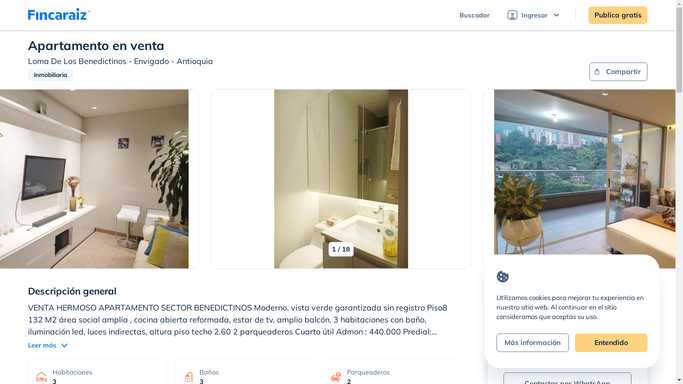 Fincaraiz
Buscador
Ingresar
Publica gratis
Apartamento en venta
Loma De Los Benedictinos - Envigado - Antioquia
Inmobiliaria
Compartir
1 / 18
Descripción general
VENTA HERMOSO APARTAMENTO SECTOR BENEDICTINOS Moderno, vista verde garantizada sin registro Piso8
132 M2 área social amplia , cocina abierta reformada, estar de tv, amplio balcón, 3 habitaciones con baño,
iluminación led, luces indirectas, altura piso techo 2.60 2 parqueaderos Cuarto útil Admon : 440.000 Predial:...
Leer más
Habitaciones
3
Baños
3
Parqueaderos
2
Utilizamos cookies para mejorar tu experiencia en
nuestro sitio web. Al continuar en el sitio
consideramos que aceptas su uso.
Más información
Entendido
Contactar por WhatsApp